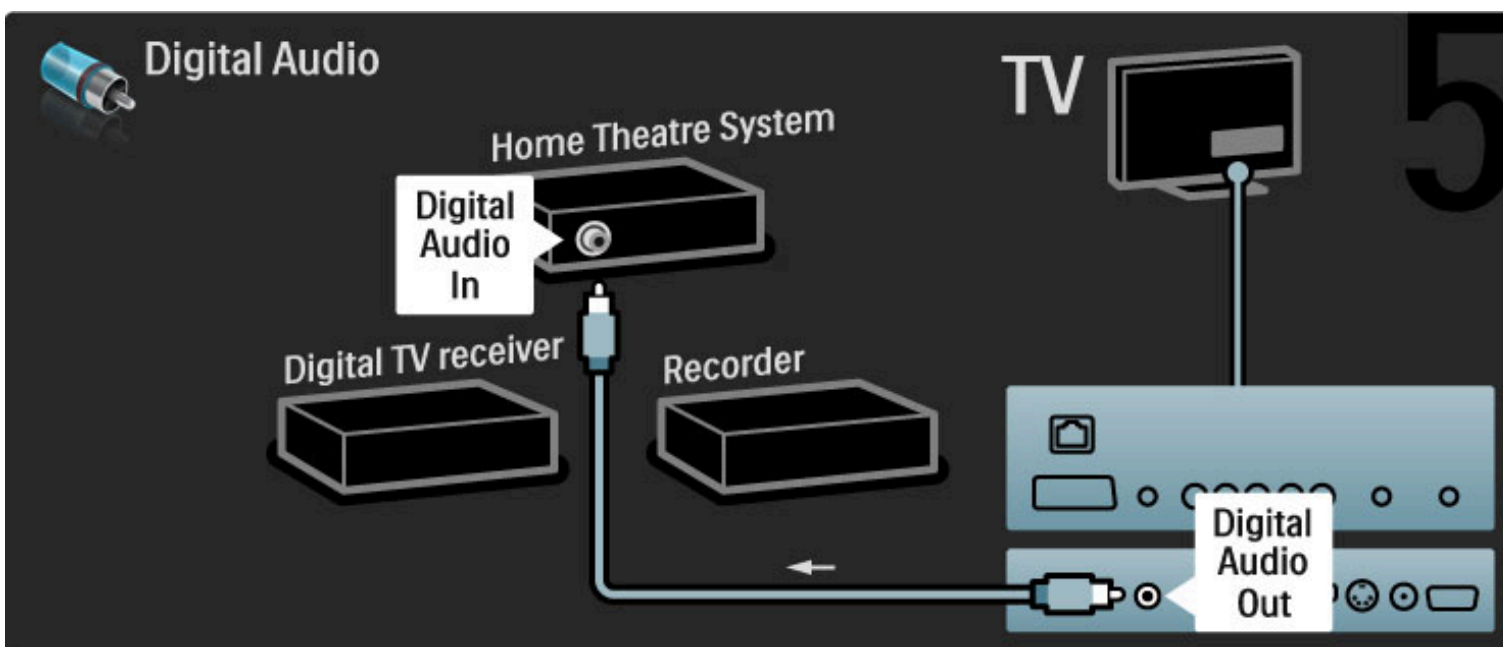 Digital Audio
TV
5
Home Theatre System
Digital
Audio
In
Digital TV receiver
Recorder
Digital
Audio
Out